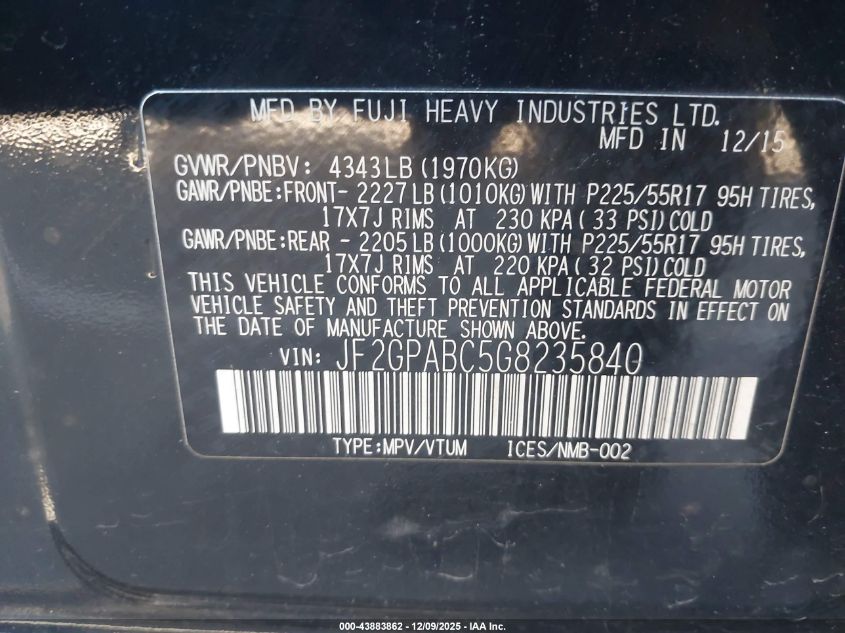 MFD BY FUJI HEAVY INDUSTRIES LTD.
MFD IN 12/15
GVWR/PNBV: 4343LB (1970KG)
GAWR/PNBE:FRONT- 2227LB (1010KG) WITH P225/55R17 95H TIRES,
17X7J RIMS AT 230 KPA (33 PSI) COLD
GAWR/PNBE:REAR - 2205LB (1000KG) WITH P225/55R17 95H TIRES,
17X7J RIMS AT 220 KPA (32 PSI) COLD
THIS VEHICLE CONFORMS TO ALL APPLICABLE FEDERAL MOTOR
VEHICLE SAFETY AND THEFT PREVENTION STANDARDS IN EFFECT ON
THE DATE OF MANUFACTURE SHOWN ABOVE.
VIN: JF2GPABC5G8235840
TYPE:MPV/VTUM ICES/NMB-002
000-43883862 - 12/09/2025 - IAA Inc.